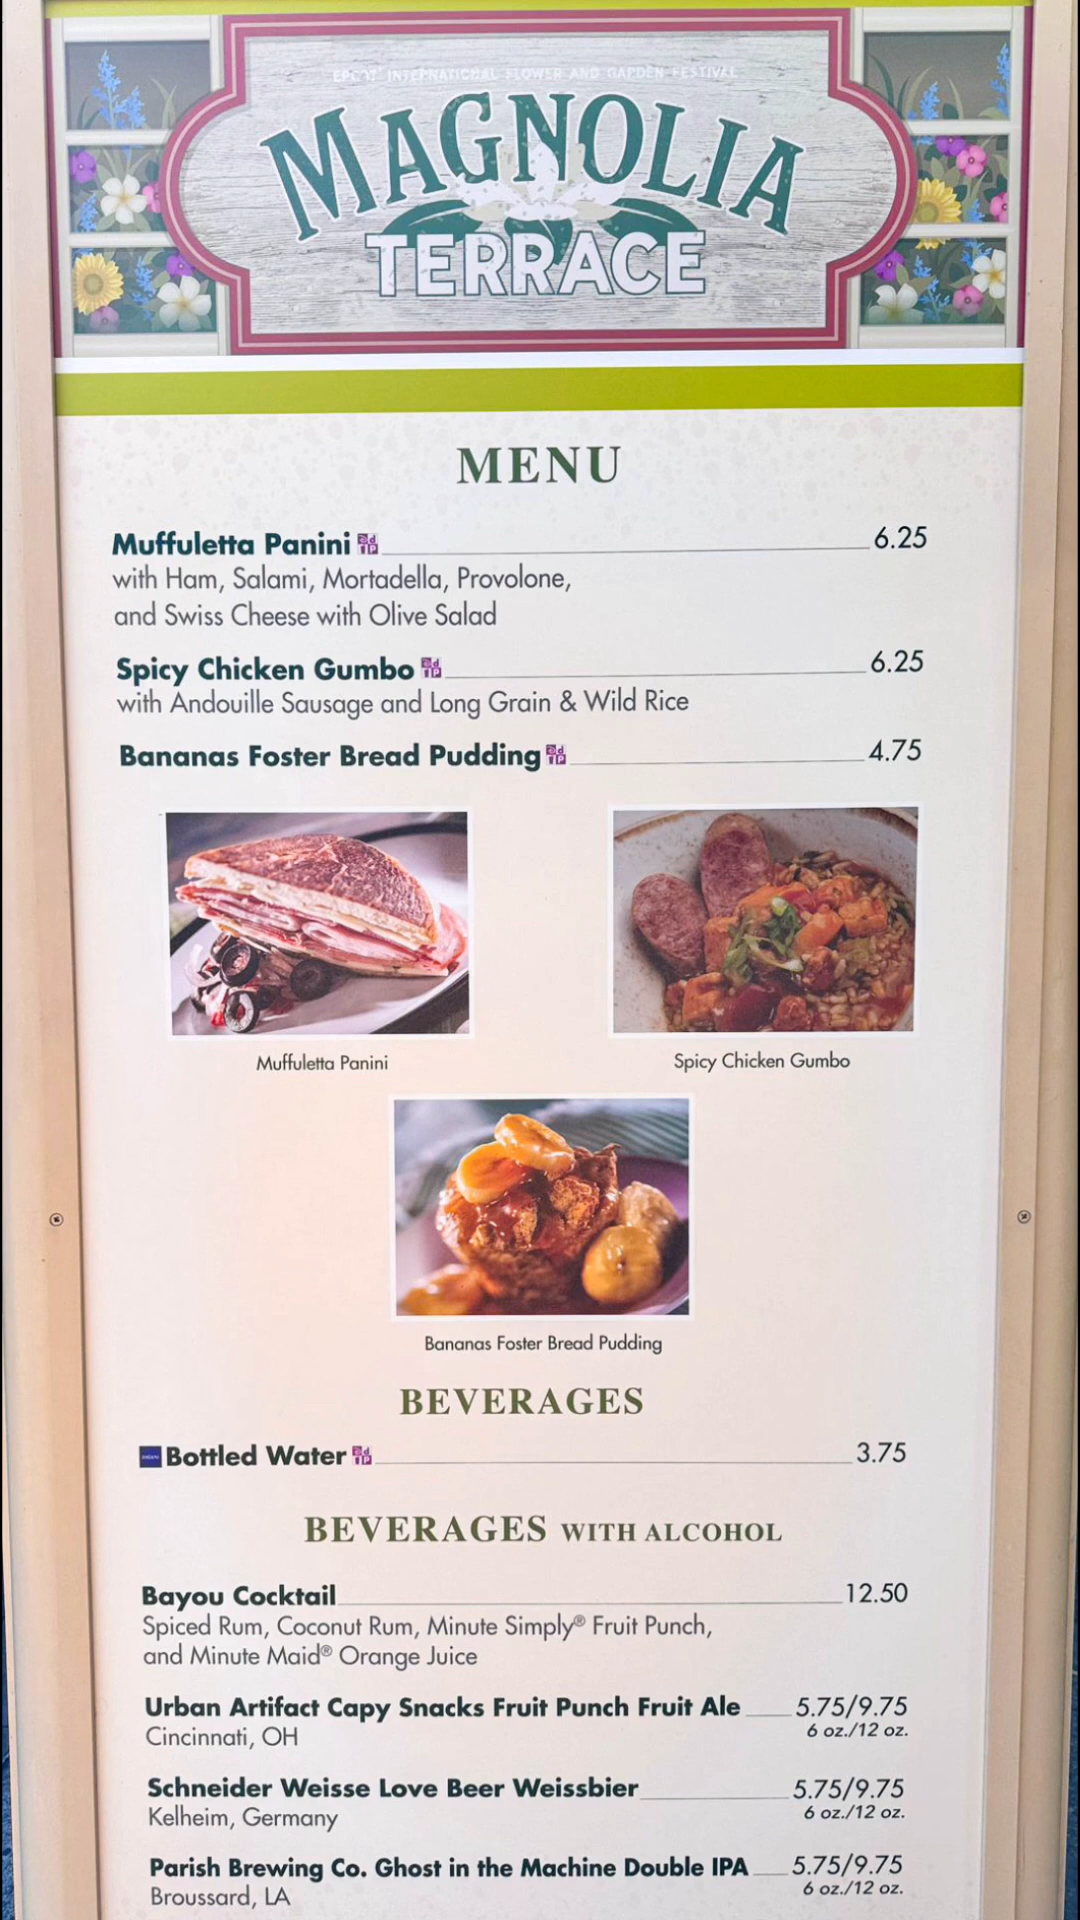 EPCOT INTERNATIONAL FLOWER AND GARDEN FESTIVAL
MAGNOLIA
TERRACE
MENU
Muffuletta Panini 6.25
with Ham, Salami, Mortadella, Provolone,
and Swiss Cheese with Olive Salad
Spicy Chicken Gumbo 6.25
with Andouille Sausage and Long Grain & Wild Rice
Bananas Foster Bread Pudding 4.75
Muffuletta Panini
Spicy Chicken Gumbo
Bananas Foster Bread Pudding
BEVERAGES
Bottled Water 3.75
BEVERAGES WITH ALCOHOL
Bayou Cocktail 12.50
Spiced Rum, Coconut Rum, Minute Simply® Fruit Punch,
and Minute Maid® Orange Juice
Urban Artifact Capy Snacks Fruit Punch Fruit Ale 5.75/9.75
Cincinnati, OH 6 oz./12 oz.
Schneider Weisse Love Beer Weissbier 5.75/9.75
Kelheim, Germany 6 oz./12 oz.
Parish Brewing Co. Ghost in the Machine Double IPA 5.75/9.75
Broussard, LA 6 oz./12 oz.